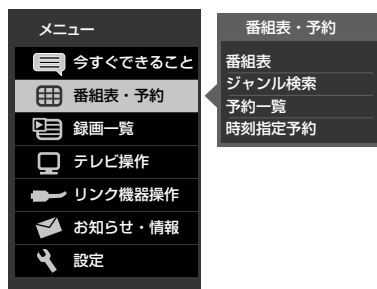 メニュー
今すぐできること
番組表・予約
録画一覧
テレビ操作
リンク機器操作
お知らせ・情報
設定
番組表・予約
番組表
ジャンル検索
予約一覧
時刻指定予約